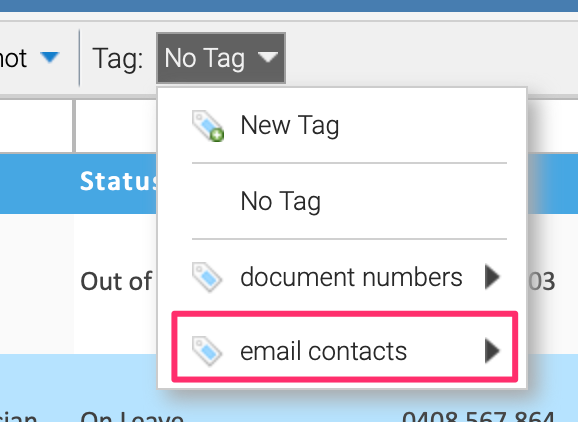 Tag: No Tag
New Tag
Status
No Tag
Out of
document numbers
03
email contacts
On Leave
0408 567 864